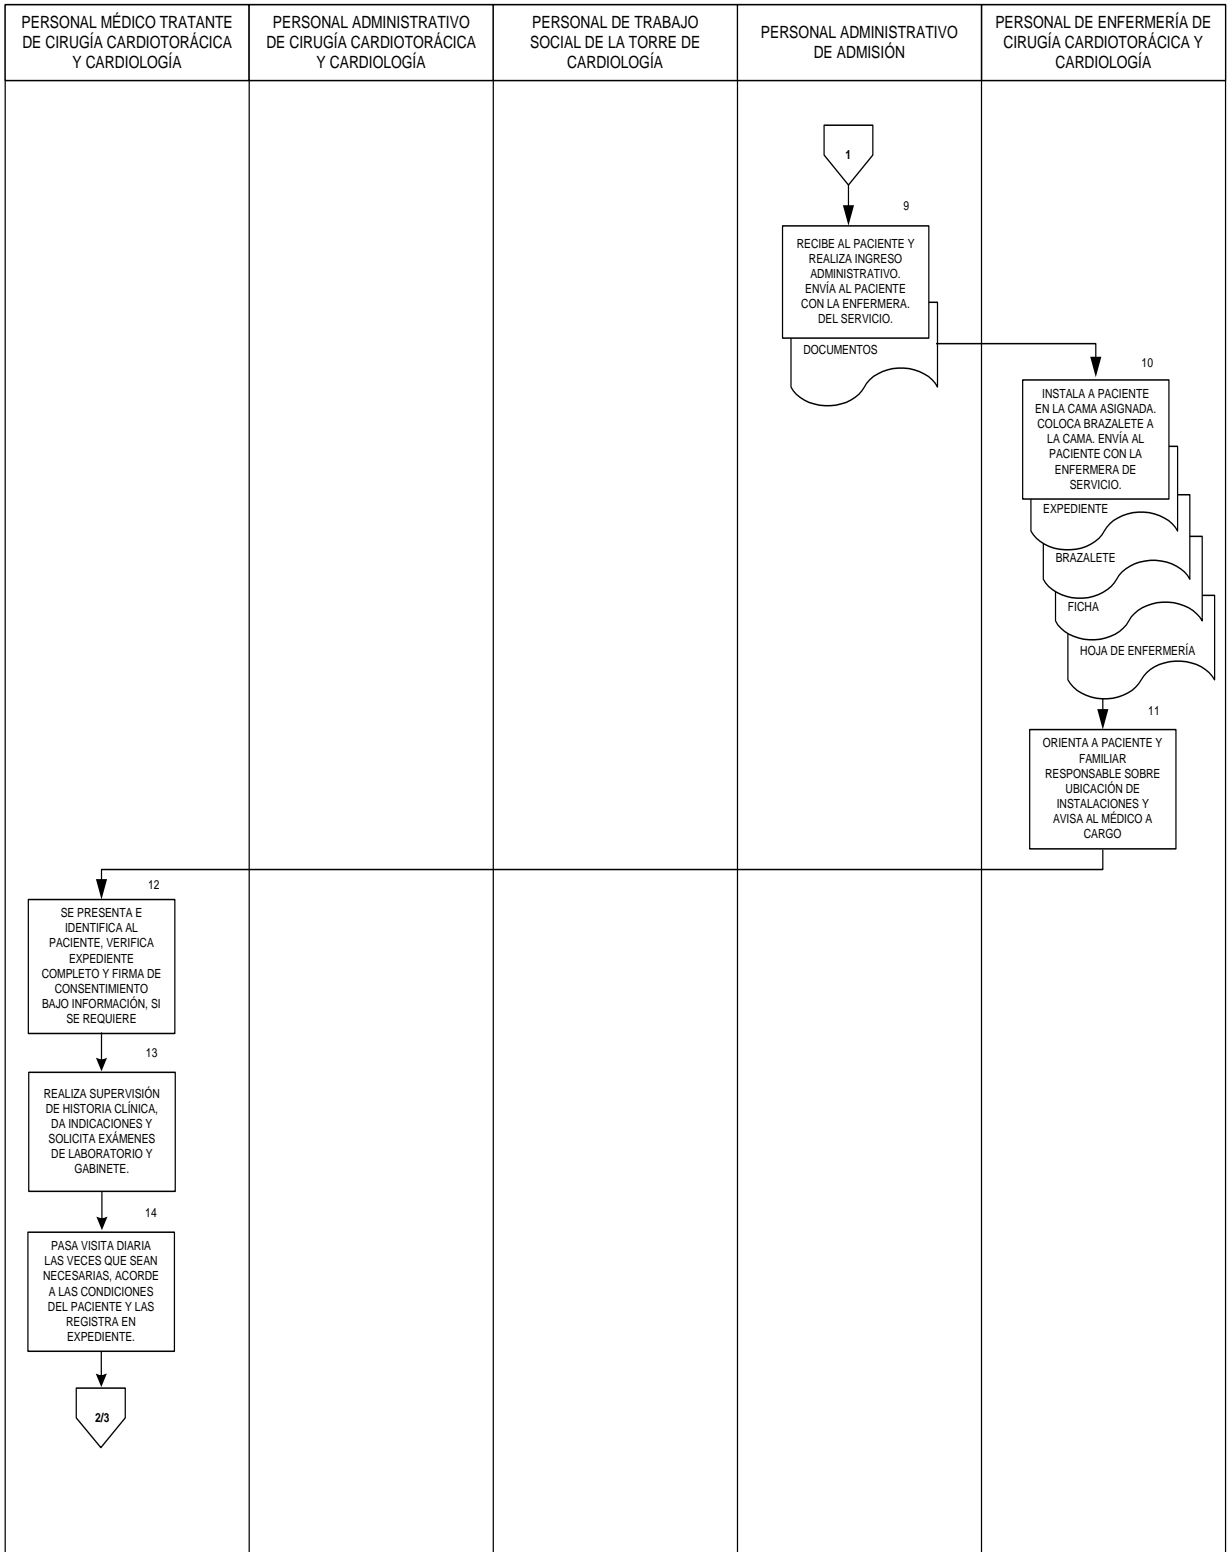 PERSONAL MÉDICO TRATANTE
DE CIRUGÍA CARDIOTORÁCICA
Y CARDIOLOGÍA
PERSONAL ADMINISTRATIVO
DE CIRUGÍA CARDIOTORÁCICA
Y CARDIOLOGÍA
PERSONAL DE TRABAJO
SOCIAL DE LA TORRE DE
CARDIOLOGÍA
PERSONAL ADMINISTRATIVO
DE ADMISIÓN
PERSONAL DE ENFERMERÍA DE
CIRUGÍA CARDIOTORÁCICA Y
CARDIOLOGÍA
1
9
RECIBE AL PACIENTE Y
REALIZA INGRESO
ADMINISTRATIVO.
ENVÍA AL PACIENTE
CON LA ENFERMERA.
DEL SERVICIO.
DOCUMENTOS
10
INSTALA A PACIENTE
EN LA CAMA ASIGNADA.
COLOCA BRAZALETE A
LA CAMA. ENVÍA AL
PACIENTE CON LA
ENFERMERA DE
SERVICIO.
EXPEDIENTE
BRAZALETE
FICHA
HOJA DE ENFERMERÍA
11
ORIENTA A PACIENTE Y
FAMILIAR
RESPONSABLE SOBRE
UBICACIÓN DE
INSTALACIONES Y
AVISA AL MÉDICO A
CARGO
12
SE PRESENTA E
IDENTIFICA AL
PACIENTE, VERIFICA
EXPEDIENTE
COMPLETO Y FIRMA DE
CONSENTIMIENTO
BAJO INFORMACIÓN, SI
SE REQUIERE
13
REALIZA SUPERVISIÓN
DE HISTORIA CLÍNICA,
DA INDICACIONES Y
SOLICITA EXÁMENES
DE LABORATORIO Y
GABINETE.
14
PASA VISITA DIARIA
LAS VECES QUE SEAN
NECESARIAS, ACORDE
A LAS CONDICIONES
DEL PACIENTE Y LAS
REGISTRA EN
EXPEDIENTE.
2/3